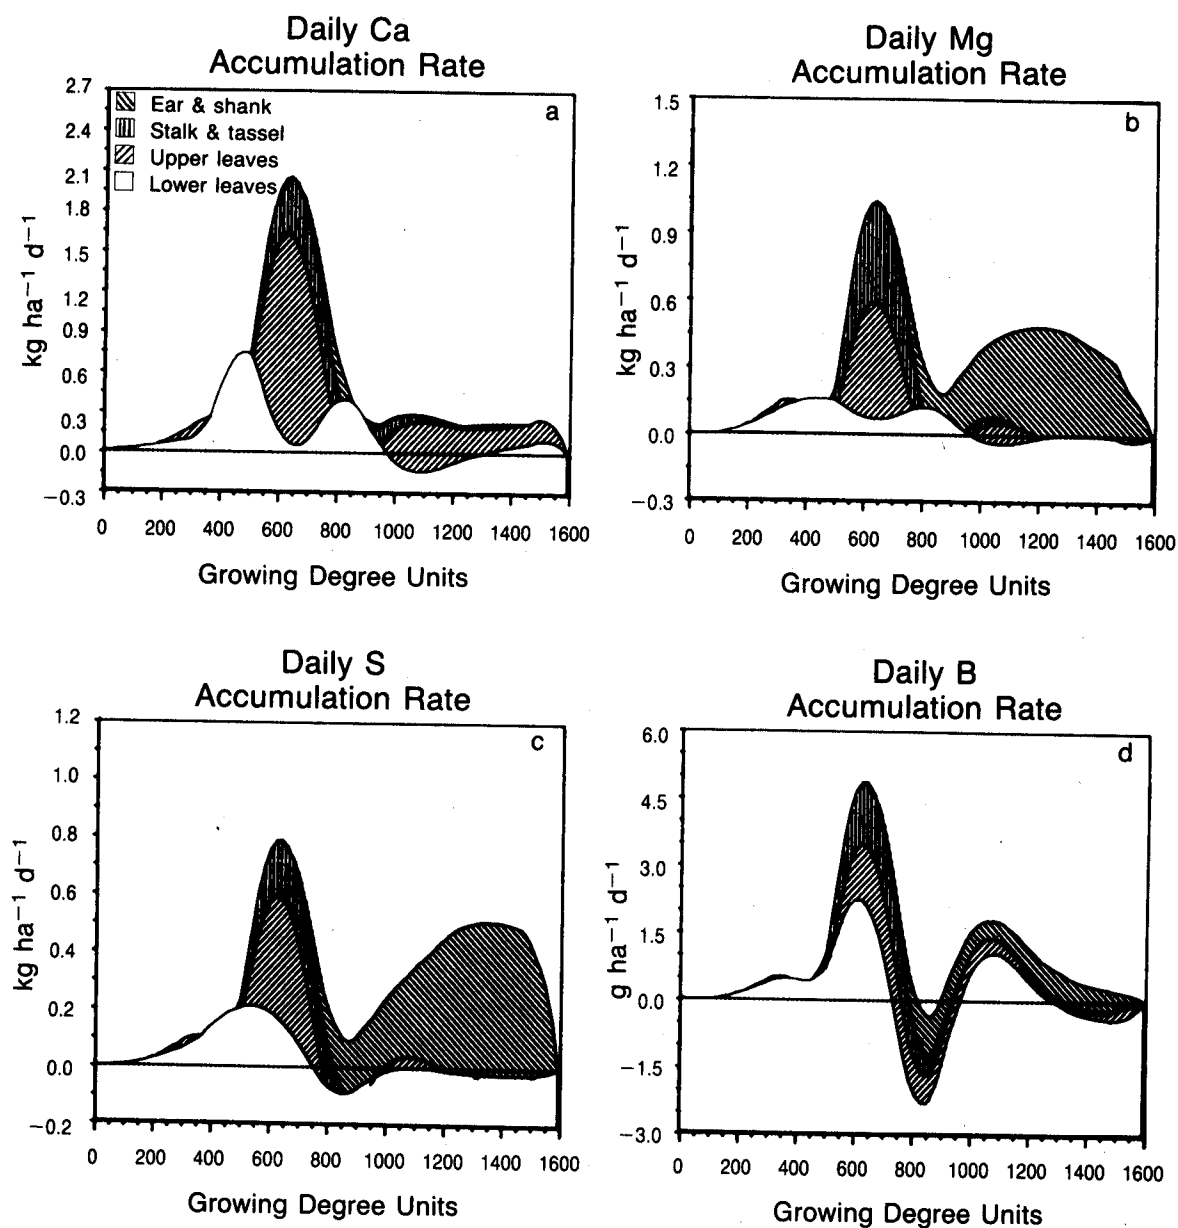 Daily Ca
Accumulation Rate
a
Ear & shank
Stalk & tassel
Upper leaves
Lower leaves
2.7
2.4
2.1
1.8
1.5
1.2
0.9
0.6
0.3
0.0
−0.3
kg ha−1 d−1
0 200 400 600 800 1000 1200 1400 1600
Growing Degree Units
Daily Mg
Accumulation Rate
b
1.5
1.2
0.9
0.6
0.3
0.0
−0.3
kg ha−1 d−1
0 200 400 600 800 1000 1200 1400 1600
Growing Degree Units
Daily S
Accumulation Rate
c
1.2
1.0
0.8
0.6
0.4
0.2
0.0
−0.2
kg ha−1 d−1
0 200 400 600 800 1000 1200 1400 1600
Growing Degree Units
Daily B
Accumulation Rate
d
6.0
4.5
3.0
1.5
0.0
−1.5
−3.0
g ha−1 d−1
0 200 400 600 800 1000 1200 1400 1600
Growing Degree Units